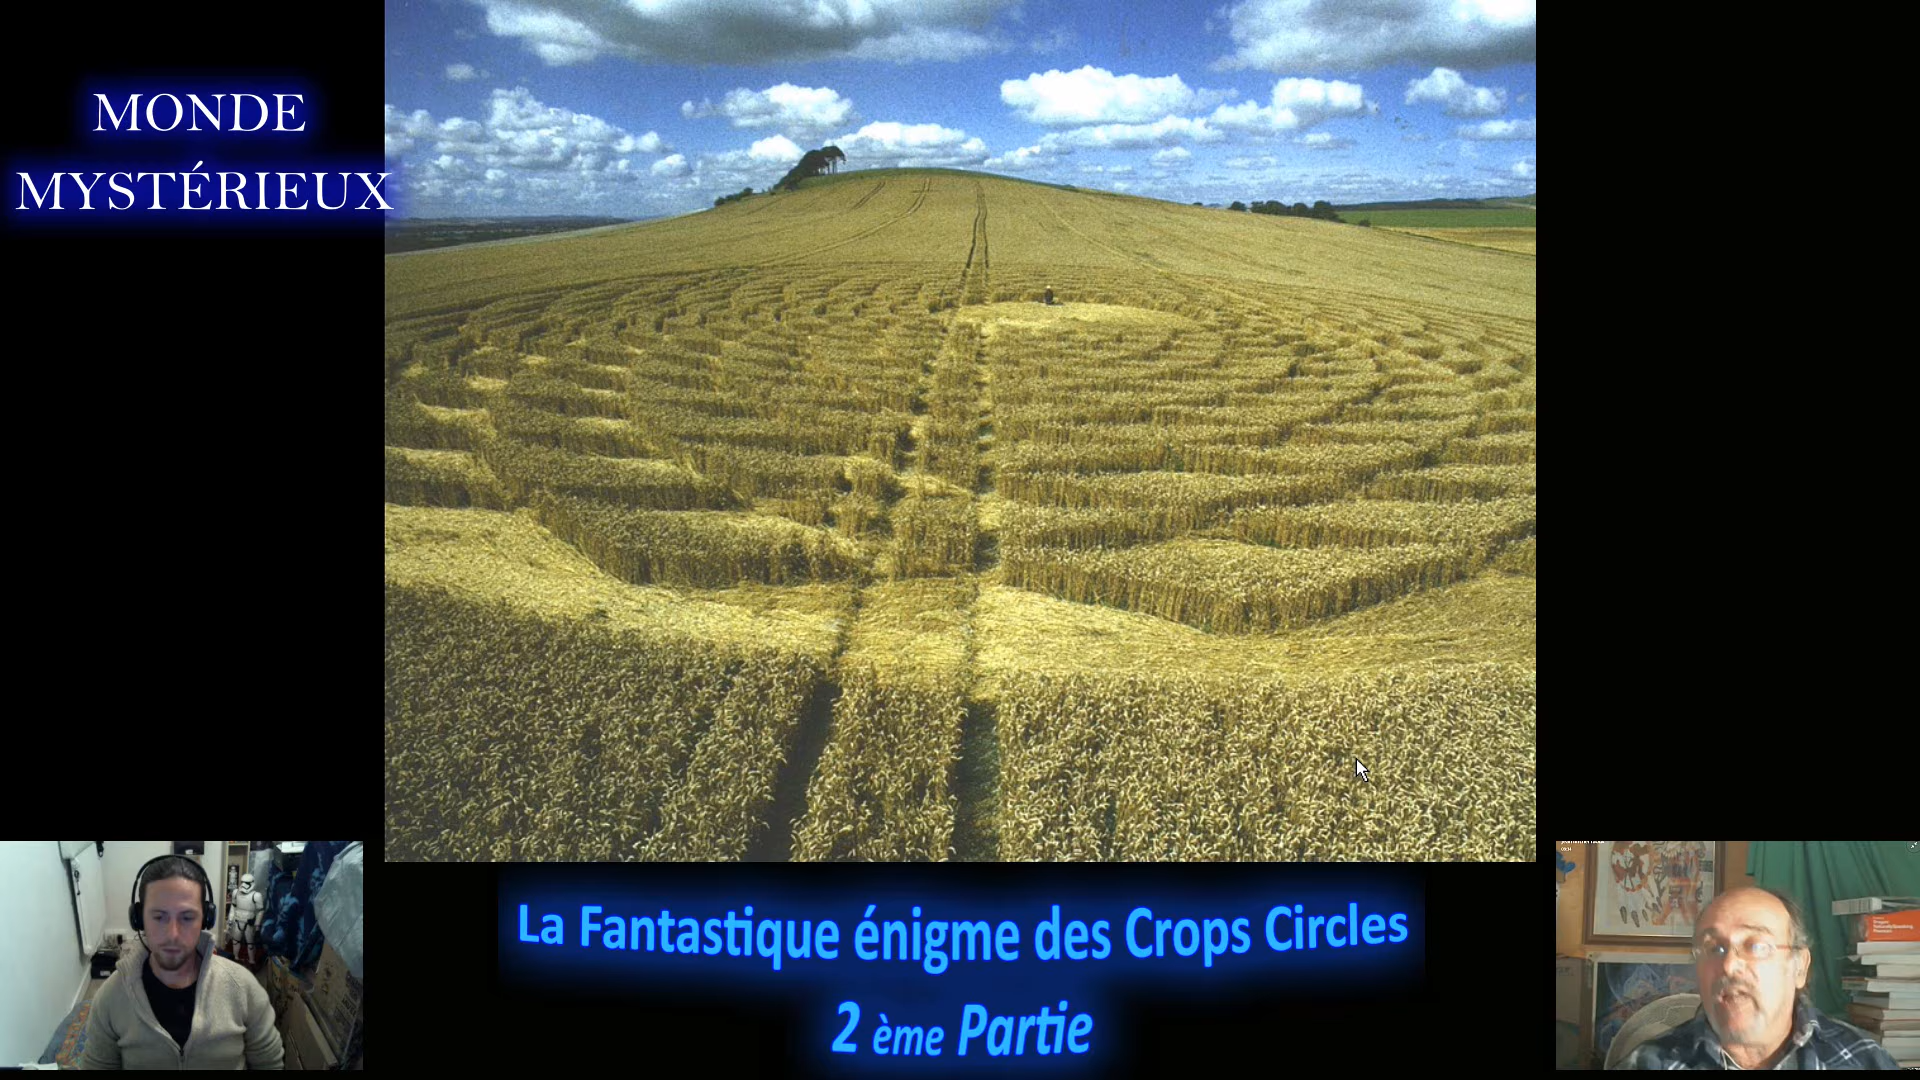 MONDE
MYSTÉRIEUX
La Fantastique énigme des Crops Circles
2 ème Partie